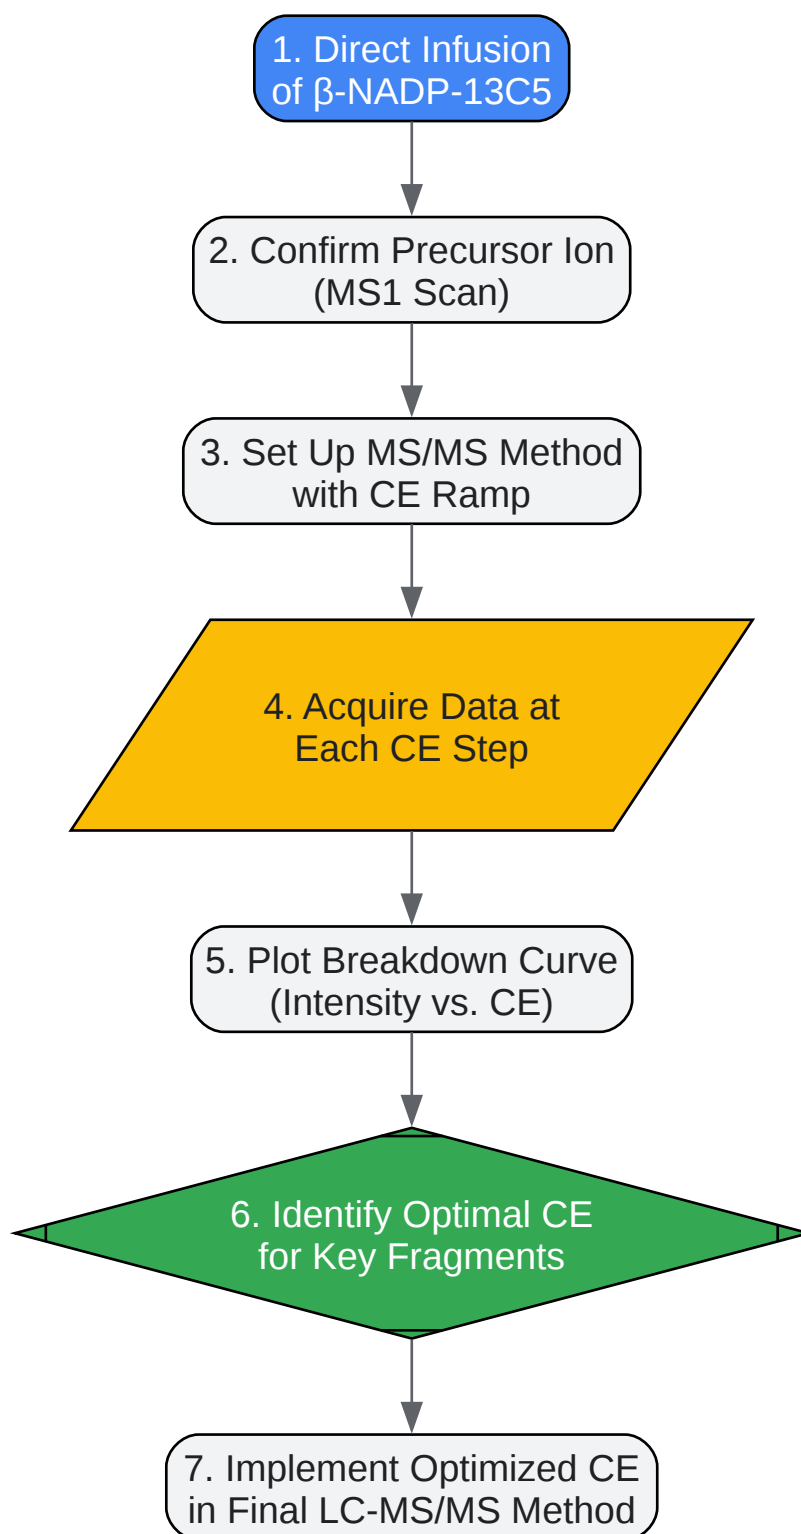 1. Direct Infusion
of β-NADP-13C5
2. Confirm Precursor Ion
(MS1 Scan)
3. Set Up MS/MS Method
with CE Ramp
4. Acquire Data at
Each CE Step
5. Plot Breakdown Curve
(Intensity vs. CE)
6. Identify Optimal CE
for Key Fragments
7. Implement Optimized CE
in Final LC-MS/MS Method